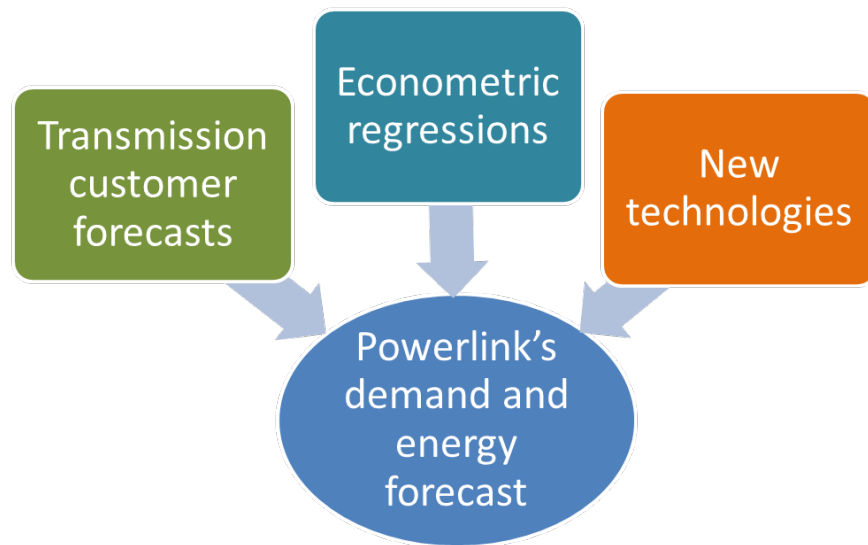 Transmission
customer
forecasts
Econometric
regressions
New
technologies
Powerlink’s
demand and
energy
forecast